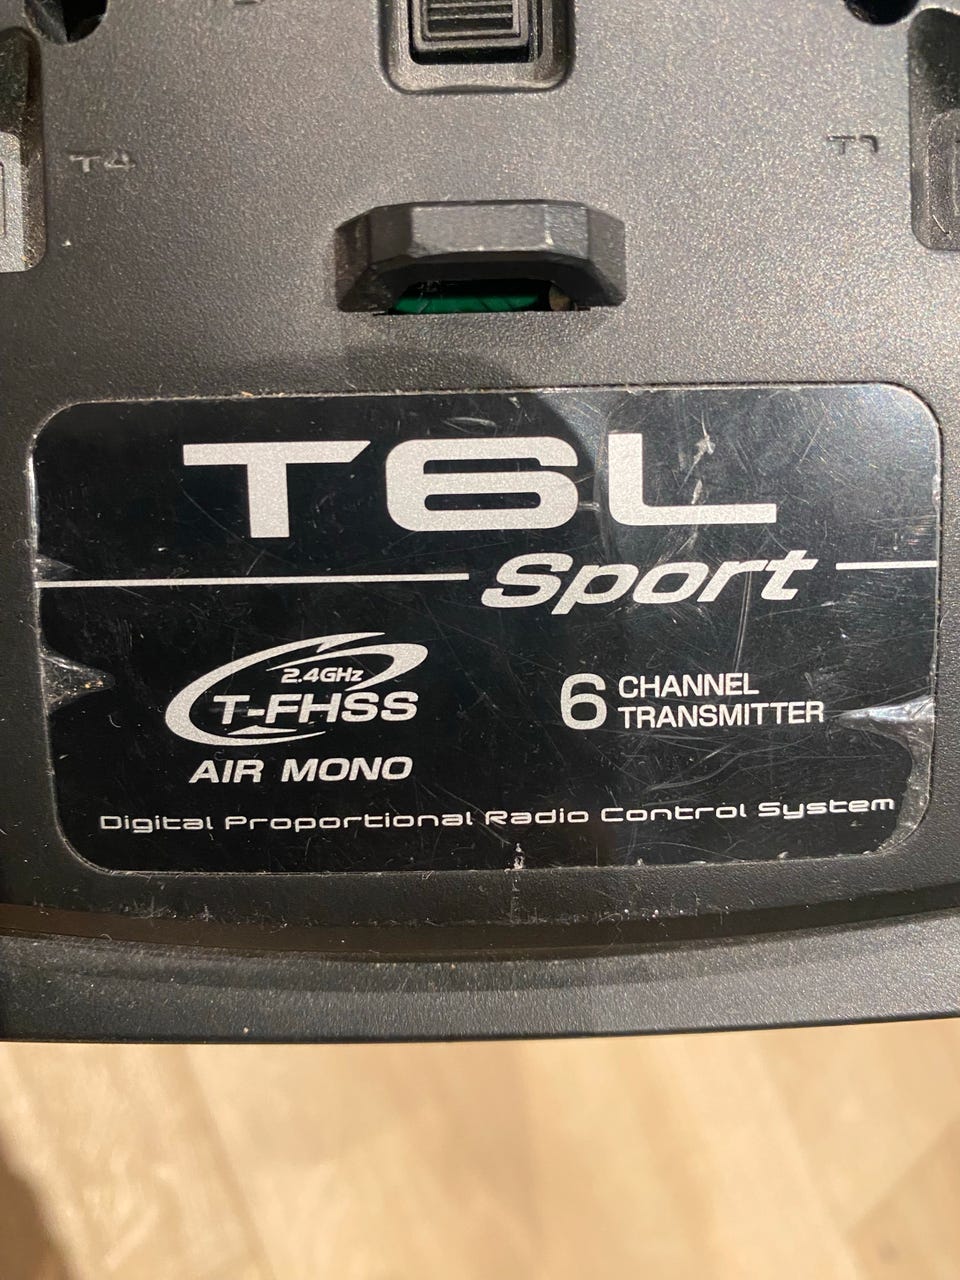 T4
T1
T6L
Sport
2.4GHz
T-FHSS
AIR MONO
6 CHANNEL
TRANSMITTER
Digital Proportional Radio Control System